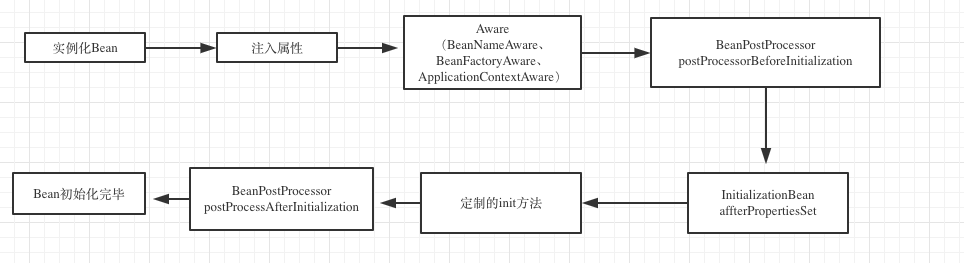 实例化Bean
注入属性
Aware
（BeanNameAware、
BeanFactoryAware、
ApplicationContextAware）
BeanPostProcessor
postProcessorBeforeInitialization
InitializationBean
affterPropertiesSet
定制的init方法
BeanPostProcessor
postProcessAfterInitialization
Bean初始化完毕